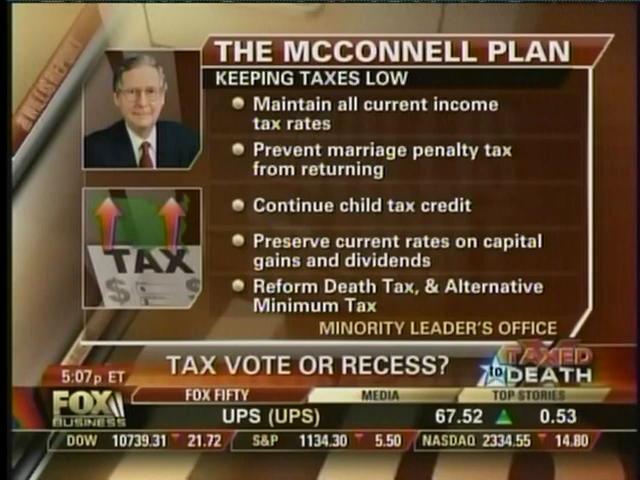 THE MCCONNELL PLAN
KEEPING TAXES LOW
Maintain all current income
tax rates
Prevent marriage penalty tax
from returning
Continue child tax credit
Preserve current rates on capital
gains and dividends
Reform Death Tax, & Alternative
Minimum Tax
MINORITY LEADER'S OFFICE
TAX
$ $
5:07p ET
TAX VOTE OR RECESS?
TAXED
to DEATH
FOX FIFTY MEDIA TOP STORIES
FOX
BUSINESS
UPS (UPS) 67.52 ▲ 0.53
DOW 10739.31 ▼ 21.72 S&P 1134.30 ▼ 5.50 NASDAQ 2334.55 ▼ 14.80